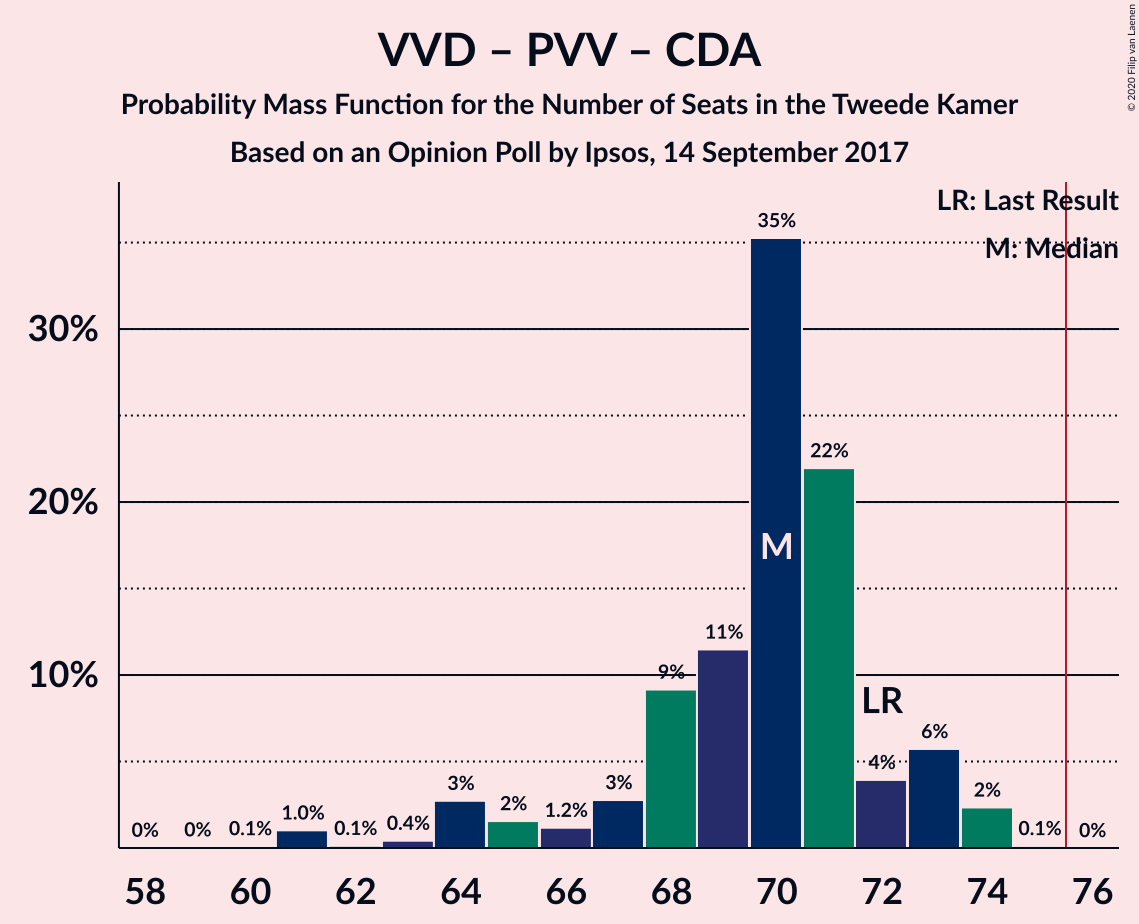 VVD – PVV – CDA
Probability Mass Function for the Number of Seats in the Tweede Kamer
Based on an Opinion Poll by Ipsos, 14 September 2017
© 2020 Filip van Laenen
LR: Last Result
M: Median
30%
20%
10%
0%
0%
0.1%
1.0%
0.1%
0.4%
3%
2%
1.2%
3%
9%
11%
35%
M
22%
LR
4%
6%
2%
0.1%
0%
58 60 62 64 66 68 70 72 74 76